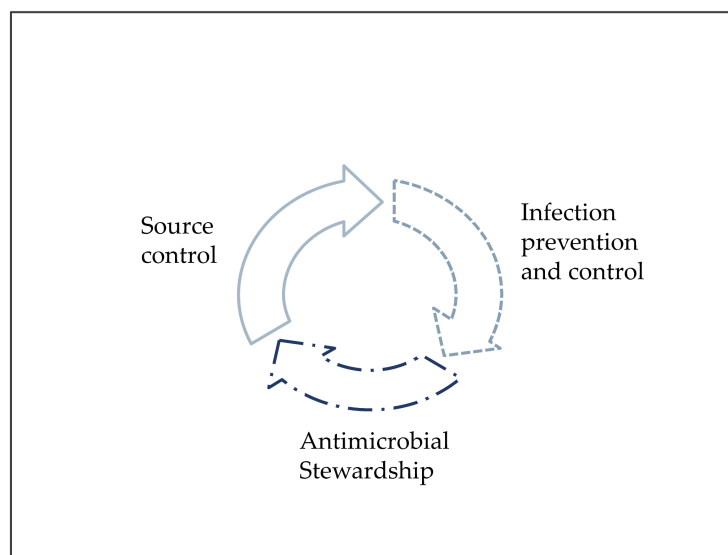 Source
control
Infection
prevention
and control
Antimicrobial
Stewardship